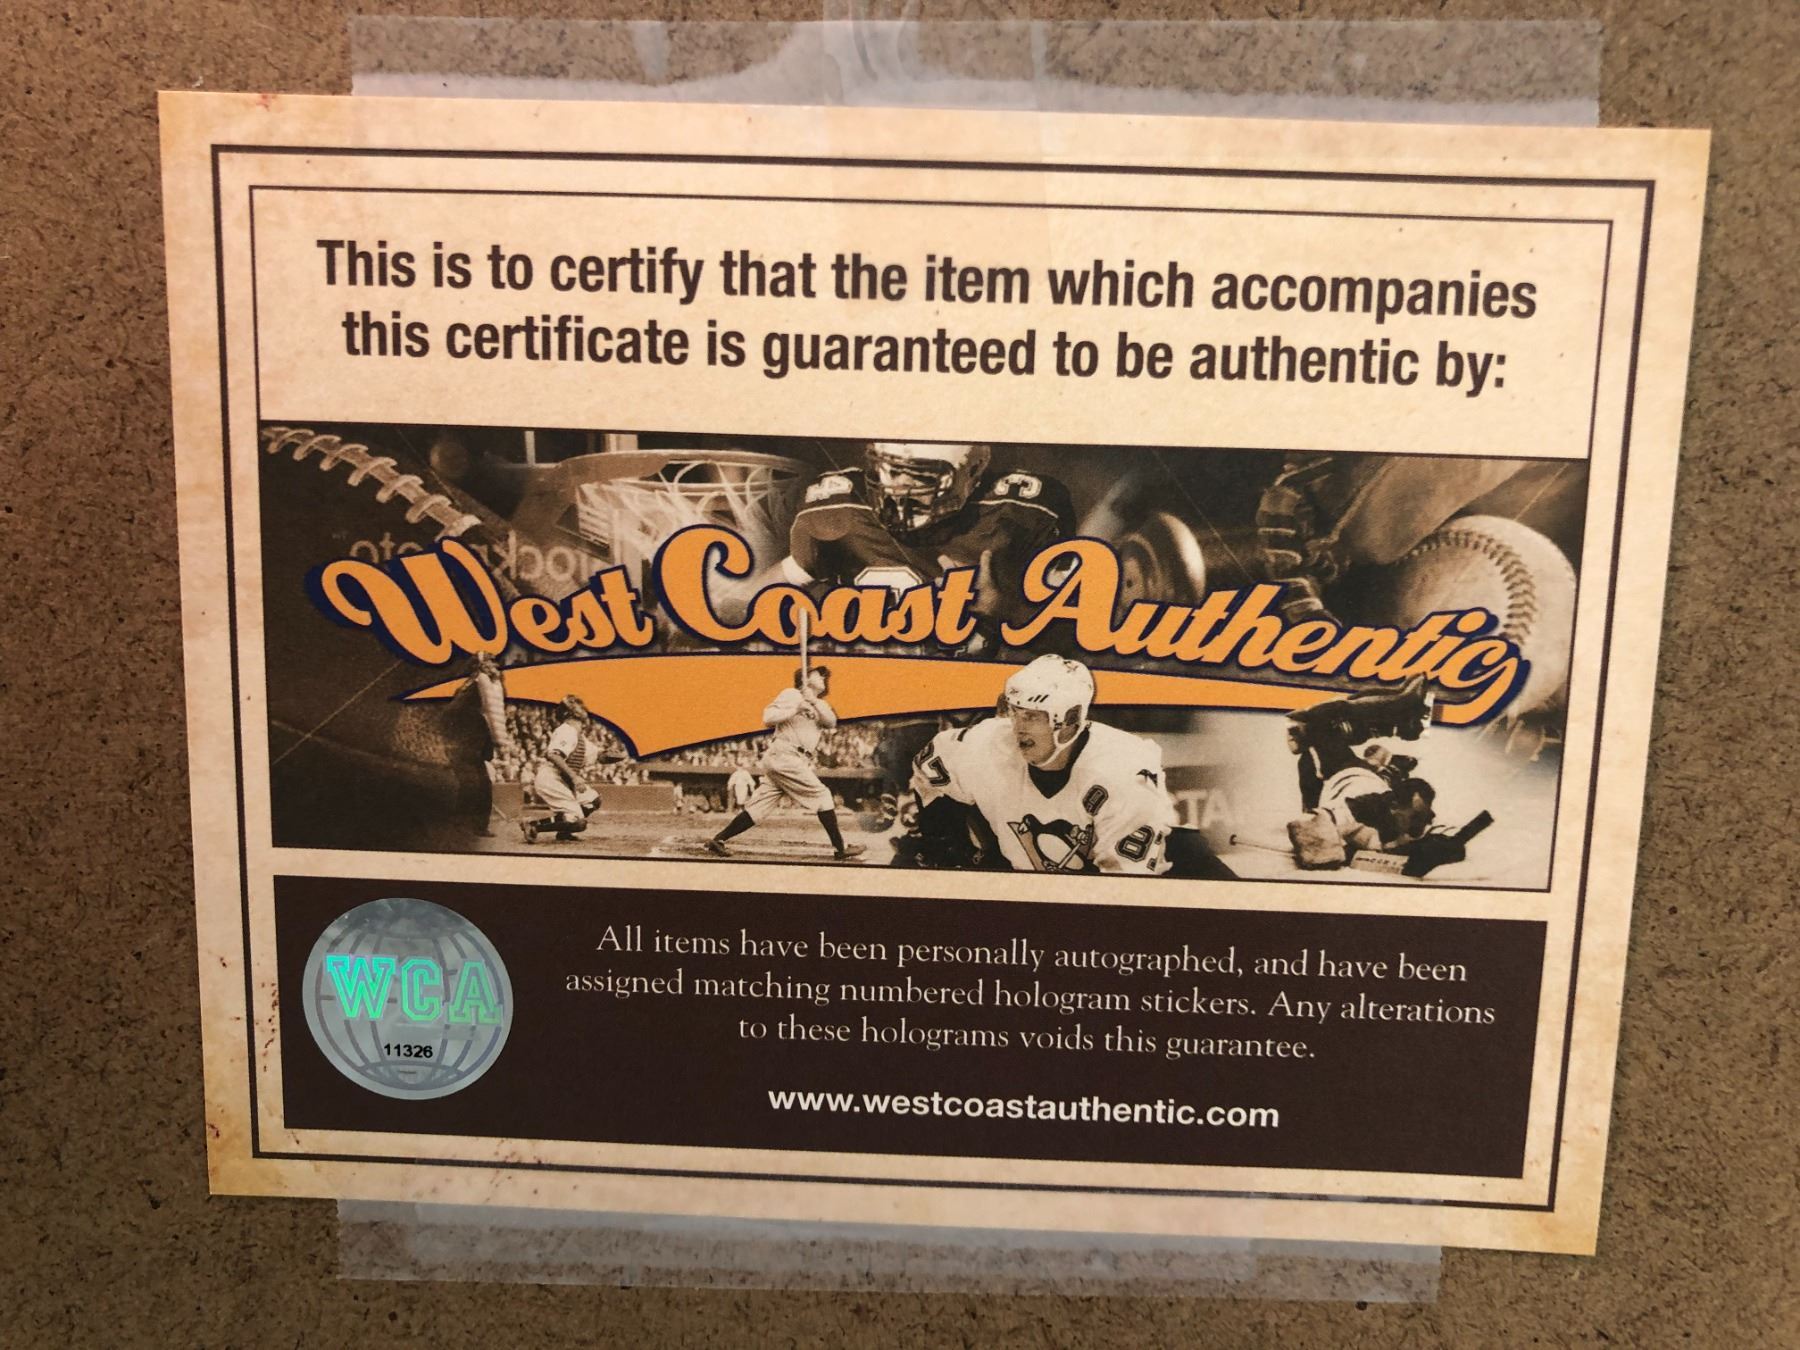 This is to certify that the item which accompanies
this certificate is guaranteed to be authentic by:
West Coast Authentic
87
8
WCA
11326
All items have been personally autographed, and have been
assigned matching numbered hologram stickers. Any alterations
to these holograms voids this guarantee.
www.westcoastauthentic.com